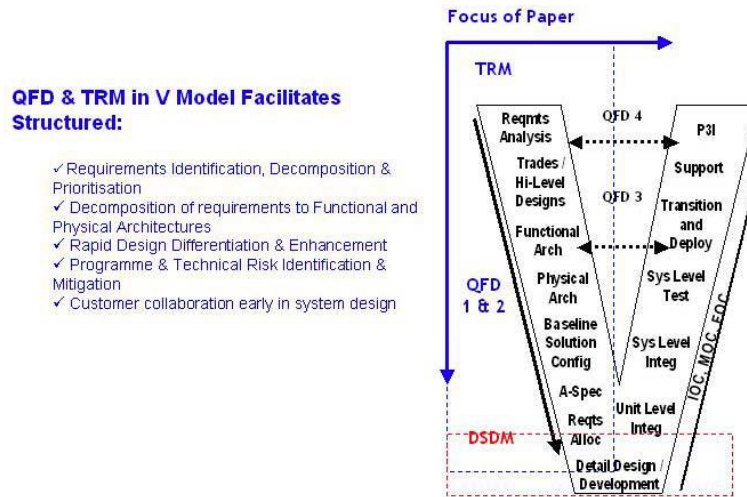 Focus of Paper
TRM
QFD & TRM in V Model Facilitates
Structured:
✓ Requirements Identification, Decomposition &
Prioritisation
✓ Decomposition of requirements to Functional and
Physical Architectures
✓ Rapid Design Differentiation & Enhancement
✓ Programme & Technical Risk Identification &
Mitigation
✓ Customer collaboration early in system design
QFD
1 & 2
DSDM
Reqmts
Analysis
Trades /
Hi-Level
Designs
Functional
Arch
Physical
Arch
Baseline
Solution
Config
A-Spec
Reqts
Alloc
Detail Design /
Development
QFD 4
QFD 3
P3I
Support
Transition
and
Deploy
Sys Level
Test
Sys Level
Integ
Unit Level
Integ
IOC, MOC, FOC